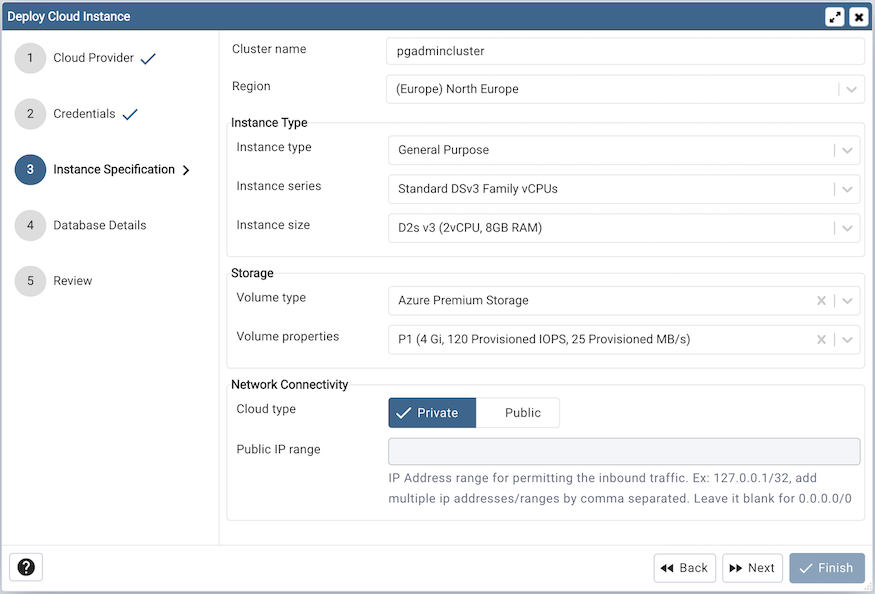 Deploy Cloud Instance
1 Cloud Provider
2 Credentials
3 Instance Specification
4 Database Details
5 Review
Cluster name pgadmincluster
Region (Europe) North Europe
Instance Type
Instance type General Purpose
Instance series Standard DSv3 Family vCPUs
Instance size D2s v3 (2vCPU, 8GB RAM)
Storage
Volume type Azure Premium Storage
Volume properties P1 (4 Gi, 120 Provisioned IOPS, 25 Provisioned MB/s)
Network Connectivity
Cloud type Private Public
Public IP range
IP Address range for permitting the inbound traffic. Ex: 127.0.0.1/32, add
multiple ip addresses/ranges by comma separated. Leave it blank for 0.0.0.0/0
? Back Next Finish